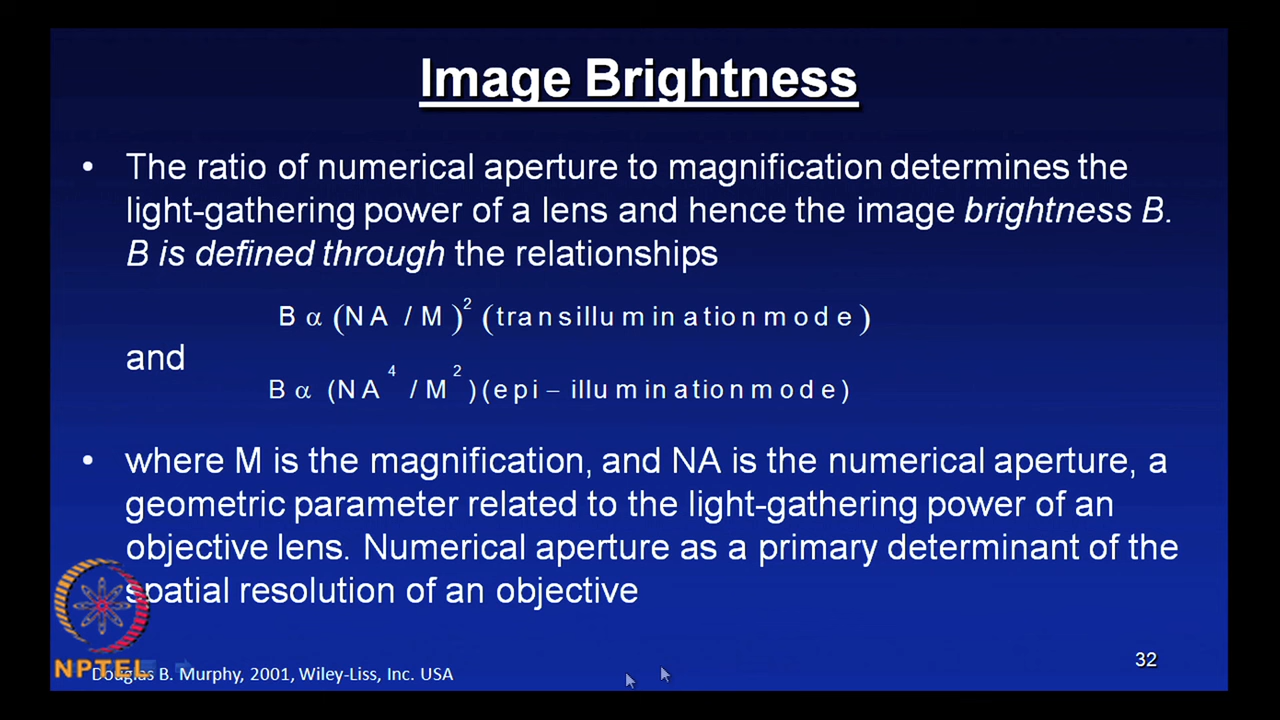 Image Brightness
• The ratio of numerical aperture to magnification determines the
light-gathering power of a lens and hence the image brightness B.
B is defined through the relationships
B α (NA / M)² (transillumination mode)
and
B α (NA⁴ / M²)(epi – illumination mode)
• where M is the magnification, and NA is the numerical aperture, a
geometric parameter related to the light-gathering power of an
objective lens. Numerical aperture as a primary determinant of the
spatial resolution of an objective
32
NPTEL
Douglas B. Murphy, 2001, Wiley-Liss, Inc. USA